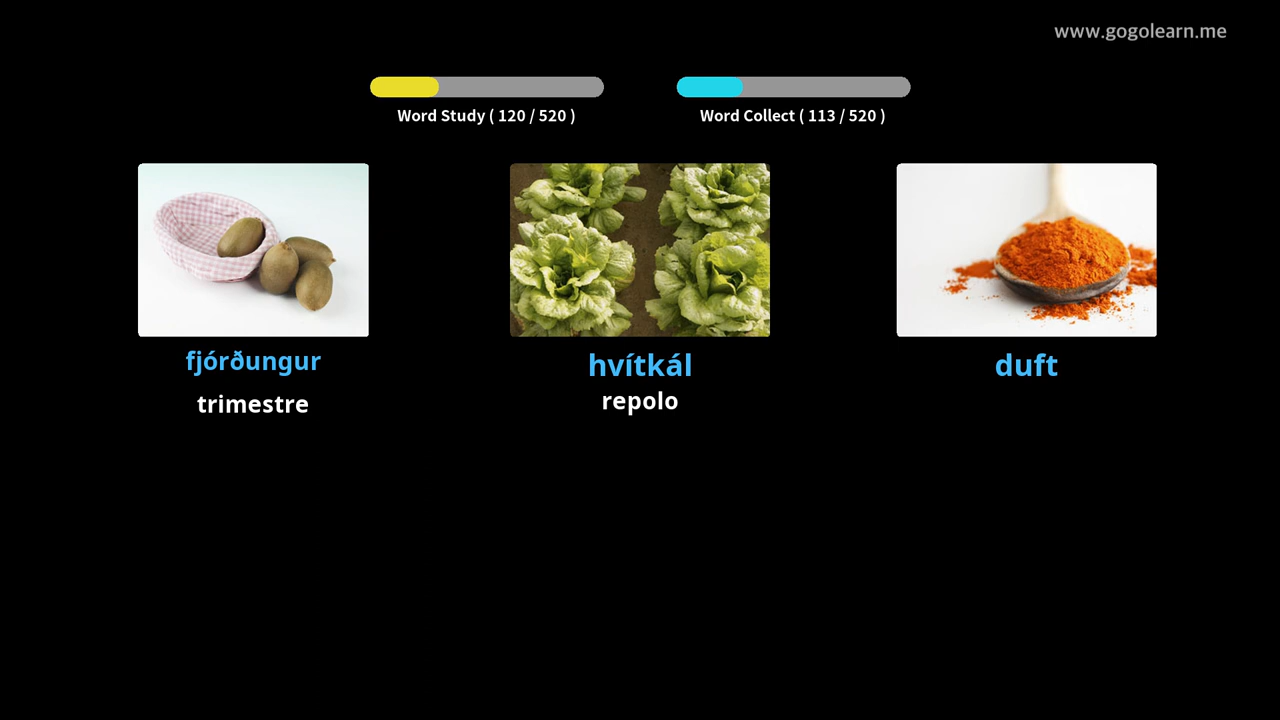 www.gogolearn.me
Word Study ( 120 / 520 )
Word Collect ( 113 / 520 )
fjórðungur
trimestre
hvítkál
repolo
duft